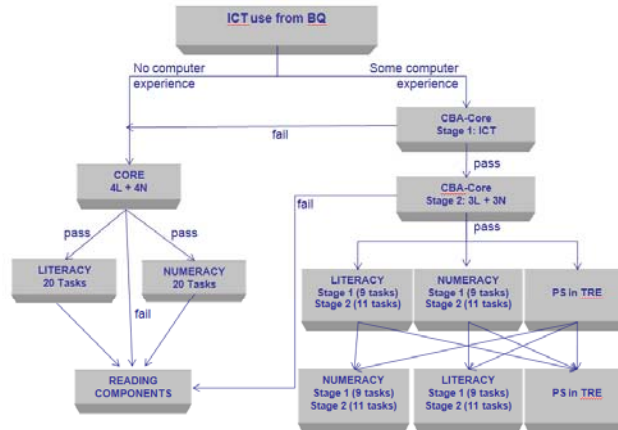 ICT use from BQ
No computer
experience
Some computer
experience
CBA-Core
Stage 1: ICT
fail
pass
CORE
4L + 4N
CBA-Core
Stage 2: 3L + 3N
fail
pass
pass
pass
LITERACY
20 Tasks
NUMERACY
20 Tasks
fail
LITERACY
Stage 1 (9 tasks)
Stage 2 (11 tasks)
NUMERACY
Stage 1 (9 tasks)
Stage 2 (11 tasks)
PS in TRE
READING
COMPONENTS
NUMERACY
Stage 1 (9 tasks)
Stage 2 (11 tasks)
LITERACY
Stage 1 (9 tasks)
Stage 2 (11 tasks)
PS in TRE